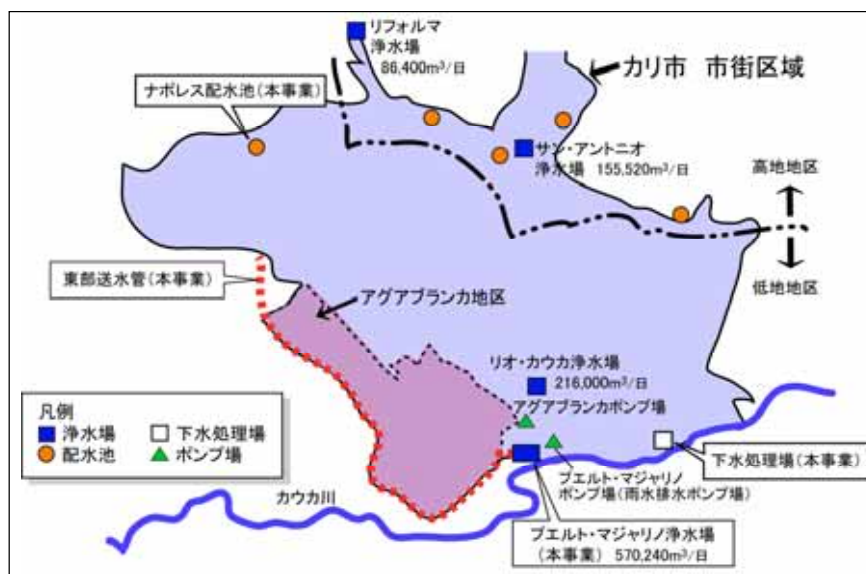 リフォルマ
浄水場
86,400m³/日
カリ市 市街区域
ナポレス配水池(本事業)
サン・アントニオ
浄水場 155,520m³/日
高地地区
低地地区
東部送水管(本事業)
アグアブランカ地区
リオ・カウカ浄水場
216,000m³/日
アグアブランカポンプ場
凡例
浄水場
下水処理場
配水池
ポンプ場
下水処理場(本事業)
プエルト・マジャリノ
ポンプ場(雨水排水ポンプ場)
カウカ川
プエルト・マジャリノ浄水場
(本事業) 570,240m³/日